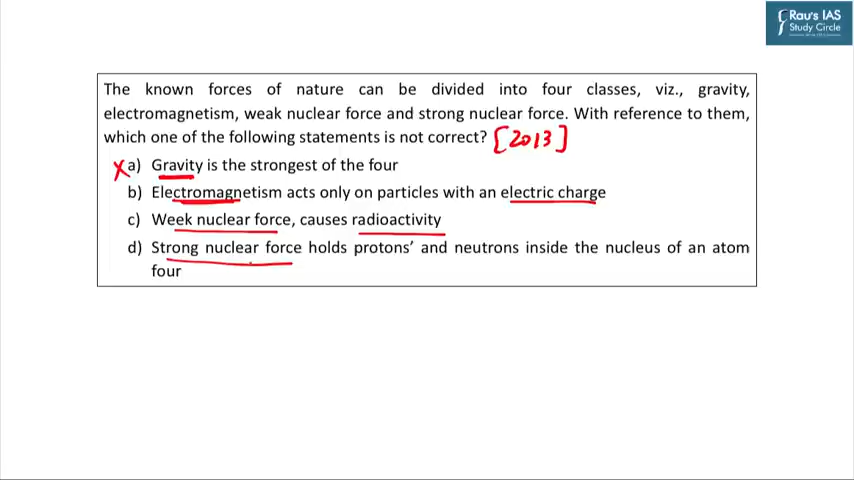 Rau's IAS
Study Circle
The known forces of nature can be divided into four classes, viz., gravity,
electromagnetism, weak nuclear force and strong nuclear force. With reference to them,
which one of the following statements is not correct? [2013]
X a) Gravity is the strongest of the four
b) Electromagnetism acts only on particles with an electric charge
c) Week nuclear force, causes radioactivity
d) Strong nuclear force holds protons’ and neutrons inside the nucleus of an atom
four